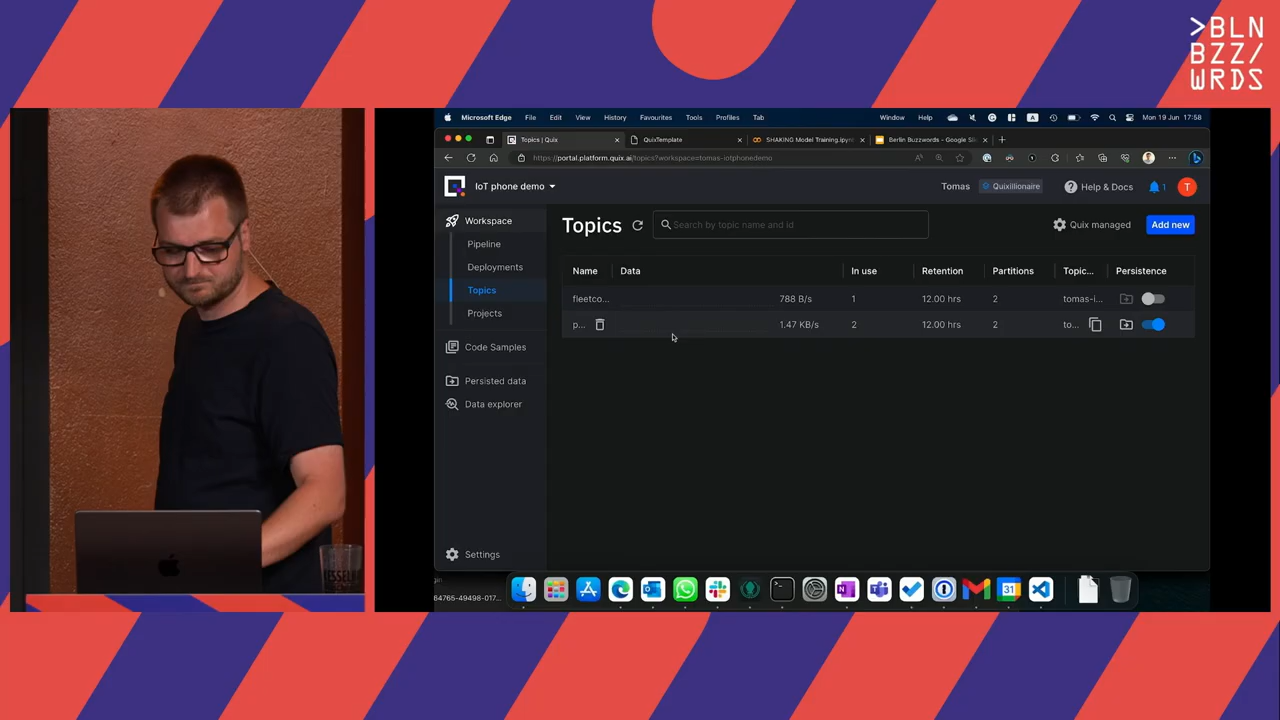 >BLN
BZZ/
WRDS
Microsoft Edge File Edit View History Favourites Tools Profiles Tab Window Help Mon 19 Jun 17:58
Topics | Quix QuixTemplate SHAKING Model Training.ipynb Berlin Buzzwords - Google Sli
https://portal.platform.quix.ai/topics?workspace=tomas-iotphonedemo
IoT phone demo Tomas Quixillionaire Help & Docs 1 T
Workspace
Pipeline
Deployments
Topics
Projects
Code Samples
Persisted data
Data explorer
Settings
Topics Search by topic name and id Quix managed Add new
Name Data In use Retention Partitions Topic... Persistence
fleetco... 788 B/s 1 12.00 hrs 2 tomas-i...
p... 1.47 KB/s 2 12.00 hrs 2 to...
64765-49498-017...